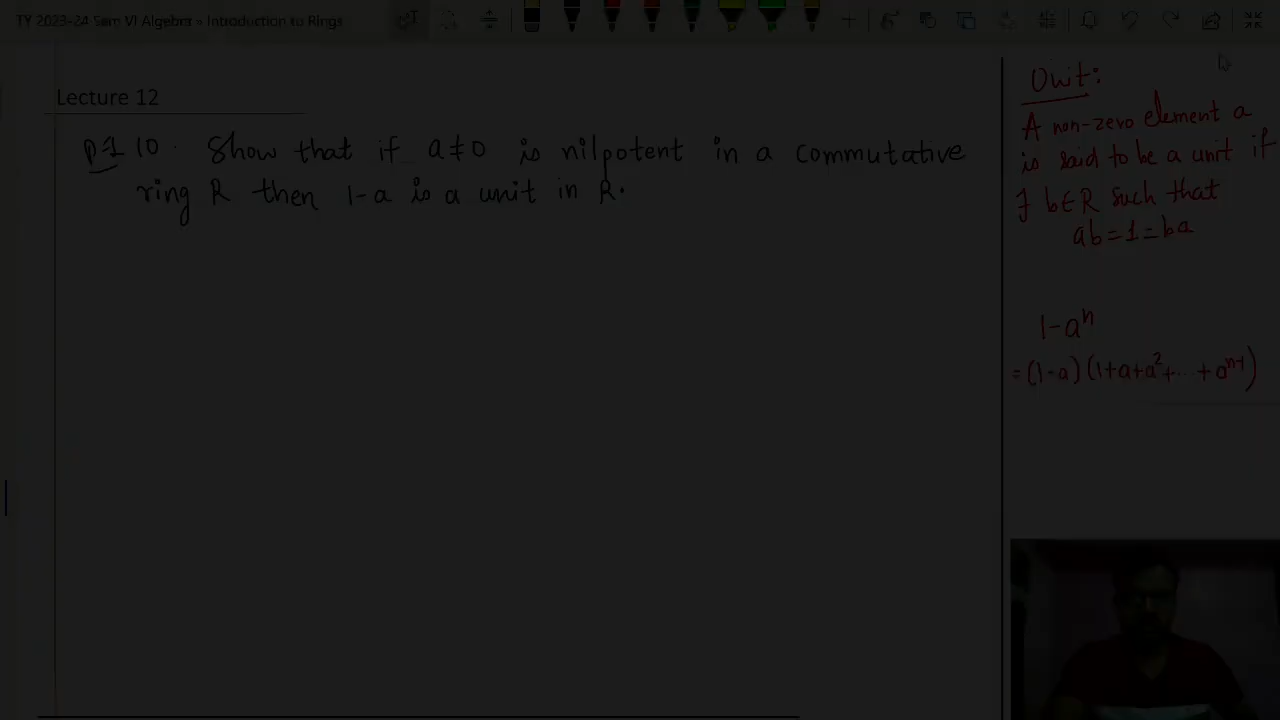 TY 2023-24 Sem VI Algebra » Introduction to Rings
Lecture 12
10. Show that if a≠0 is nilpotent in a commutative
ring R then 1-a is a unit in R.
Unit:
A non-zero element a
is said to be a unit if
∃ b∈R such that
ab=1=ba
1-aⁿ
=(1-a)(1+a+a²+...+aⁿ⁻¹)